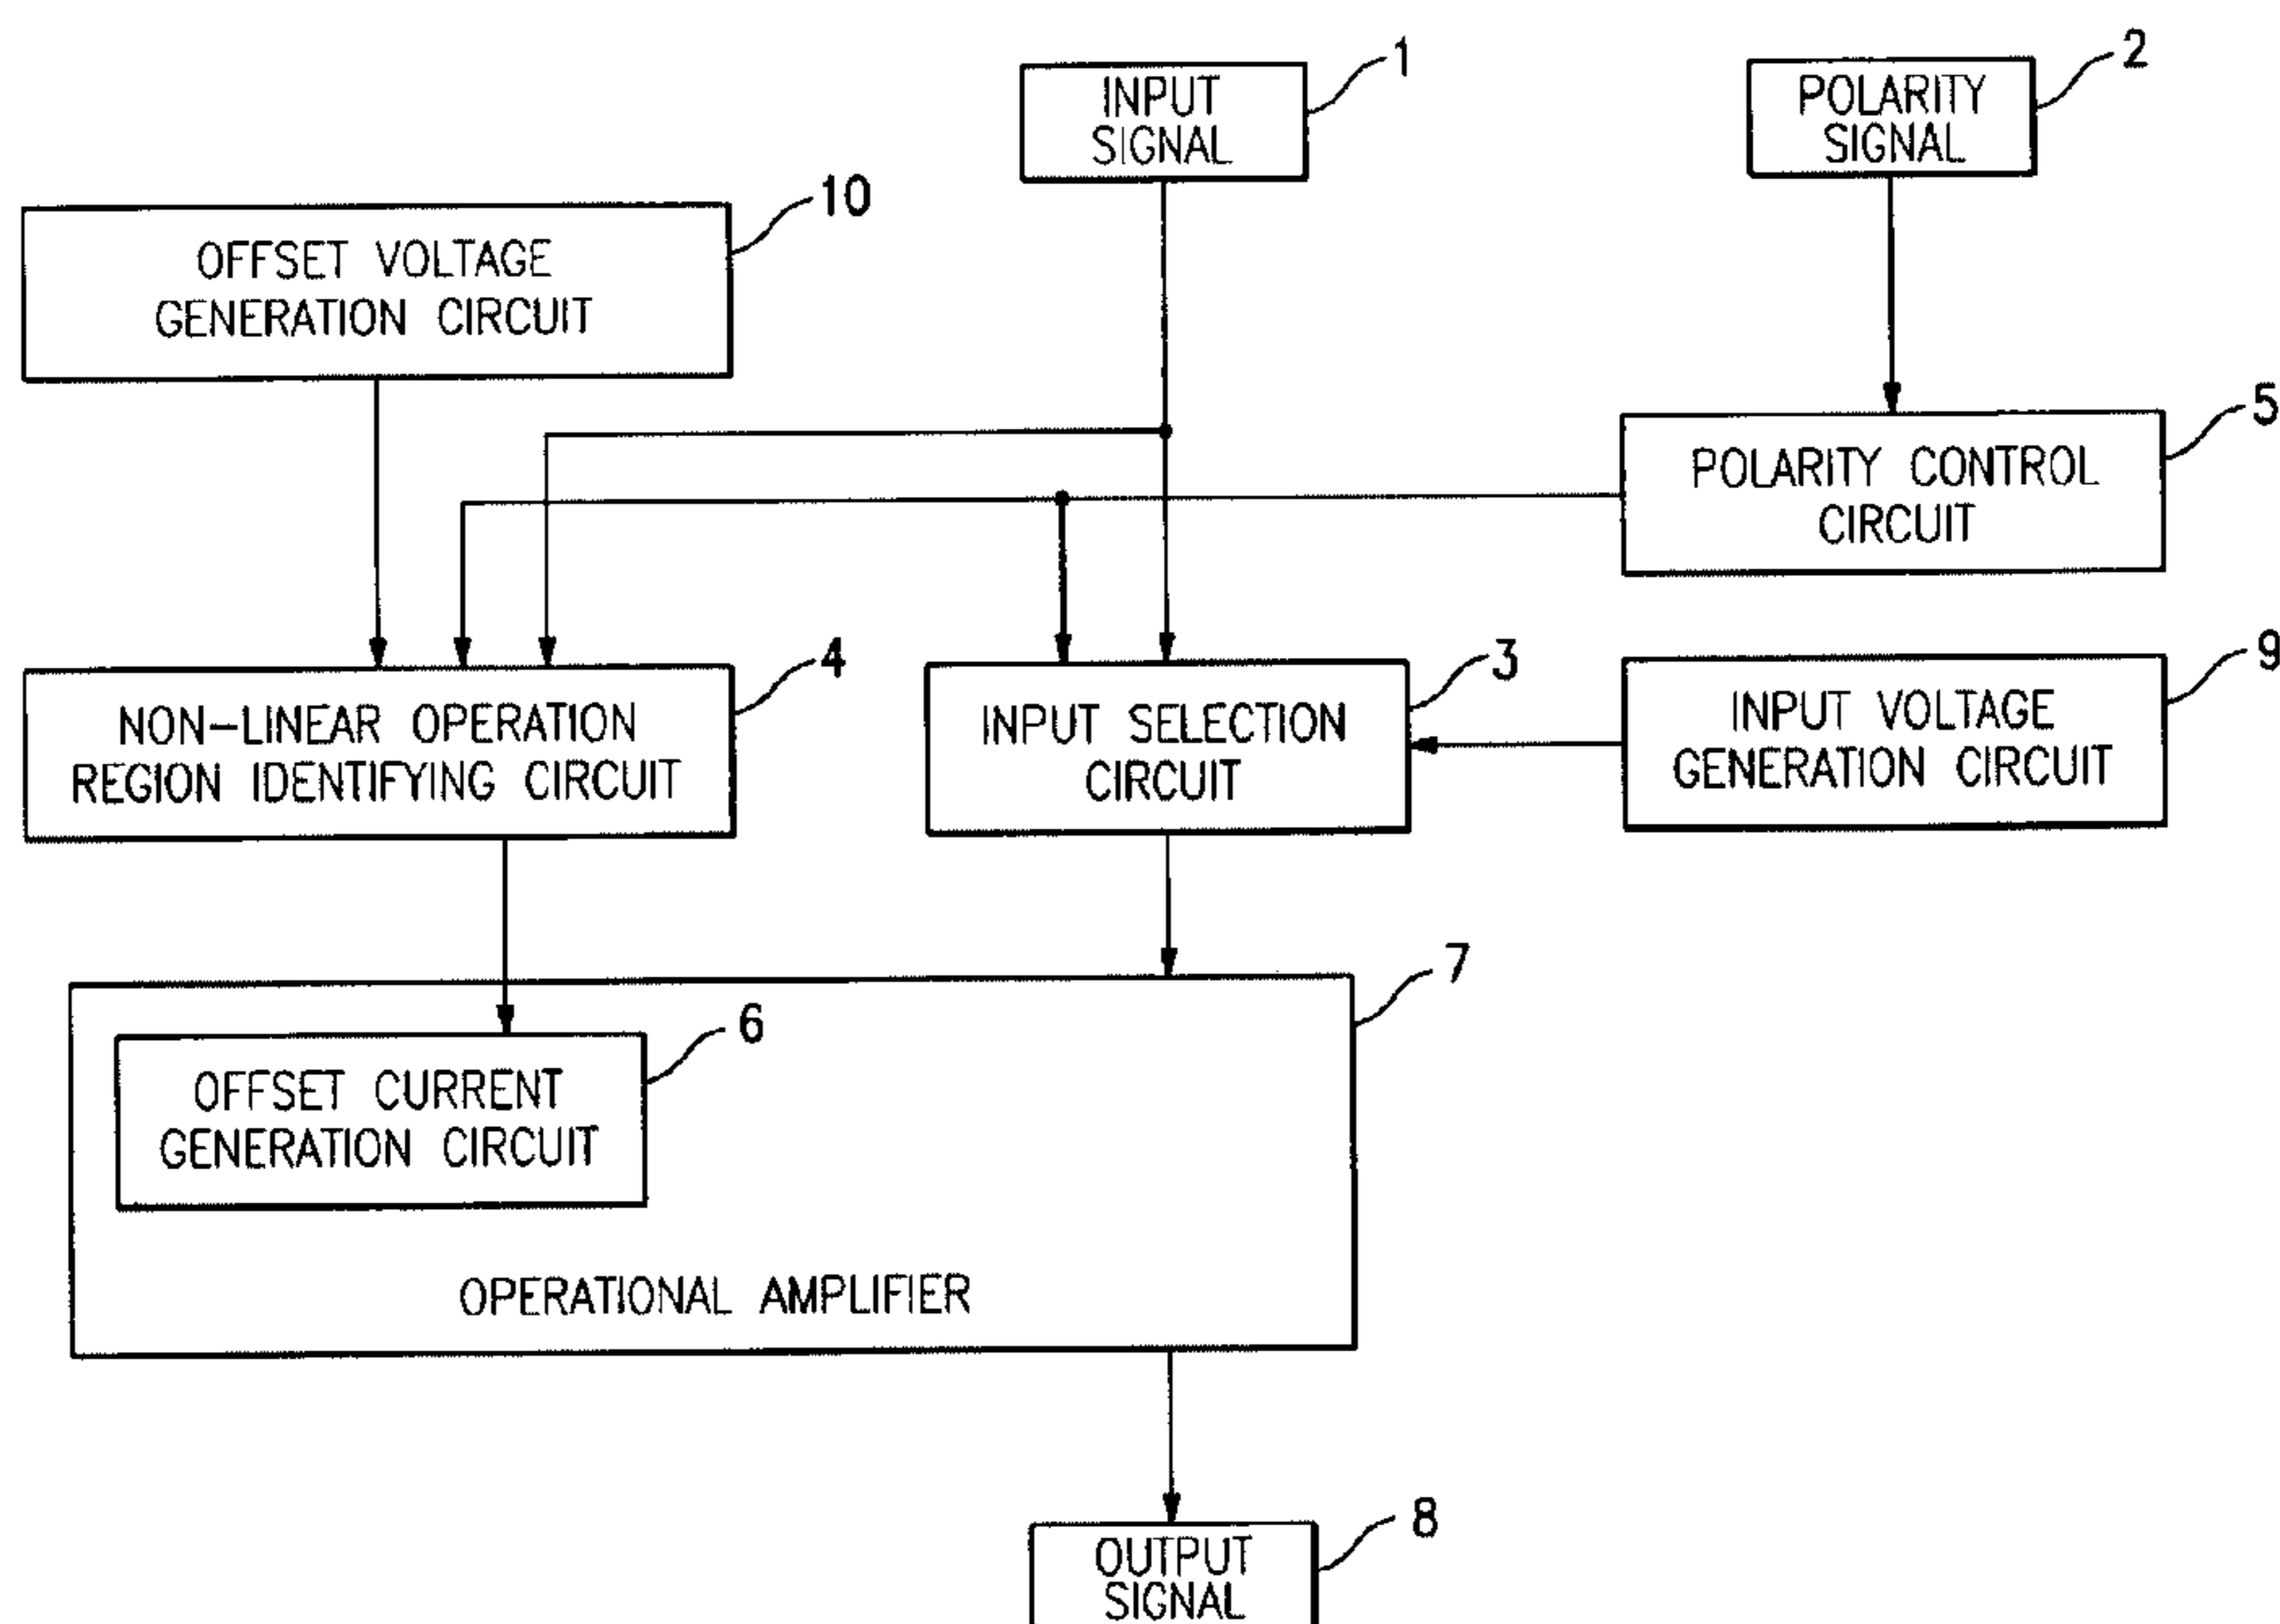 1
INPUT
SIGNAL
2
POLARITY
SIGNAL
10
OFFSET VOLTAGE
GENERATION CIRCUIT
5
POLARITY CONTROL
CIRCUIT
4
NON-LINEAR OPERATION
REGION IDENTIFYING CIRCUIT
3
INPUT SELECTION
CIRCUIT
9
INPUT VOLTAGE
GENERATION CIRCUIT
7
6
OFFSET CURRENT
GENERATION CIRCUIT
OPERATIONAL AMPLIFIER
8
OUTPUT
SIGNAL